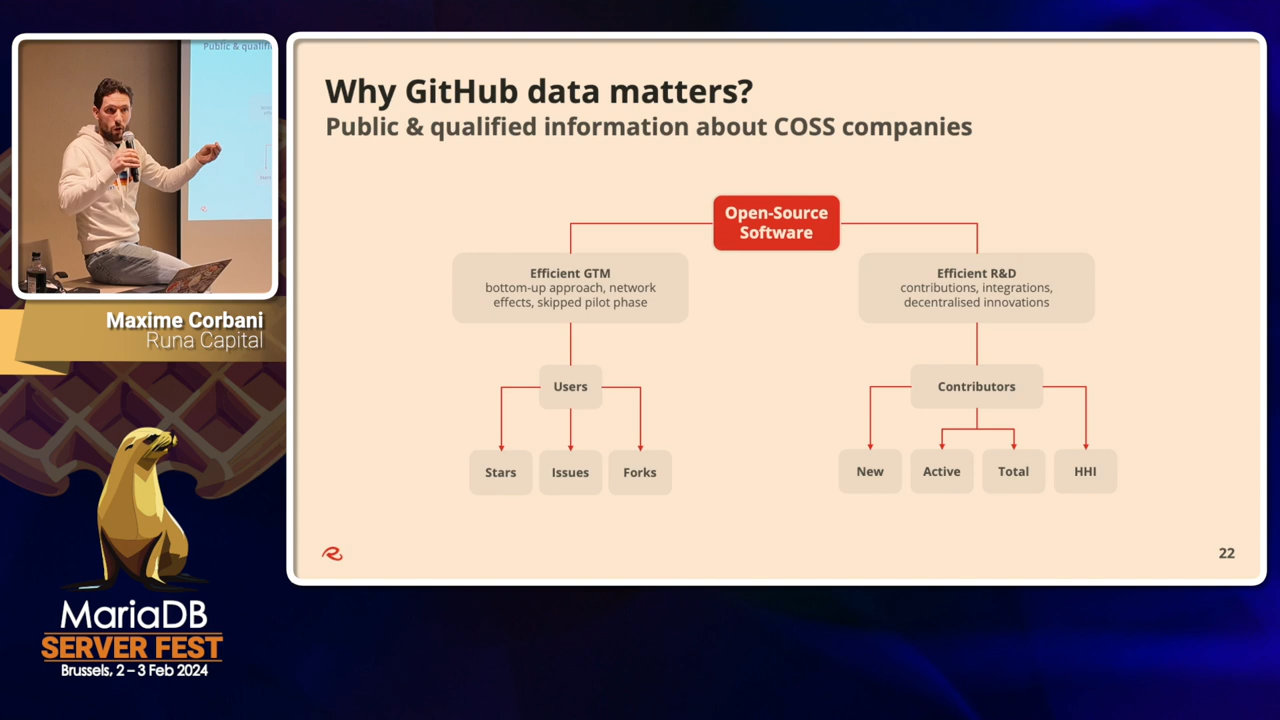 Public & qualifi
Maxime Corbani
Runa Capital
MariaDB
SERVER FEST
Brussels, 2 – 3 Feb 2024
Why GitHub data matters?
Public & qualified information about COSS companies
Open-Source
Software
Efficient GTM
bottom-up approach, network
effects, skipped pilot phase
Efficient R&D
contributions, integrations,
decentralised innovations
Users
Contributors
Stars
Issues
Forks
New
Active
Total
HHI
22